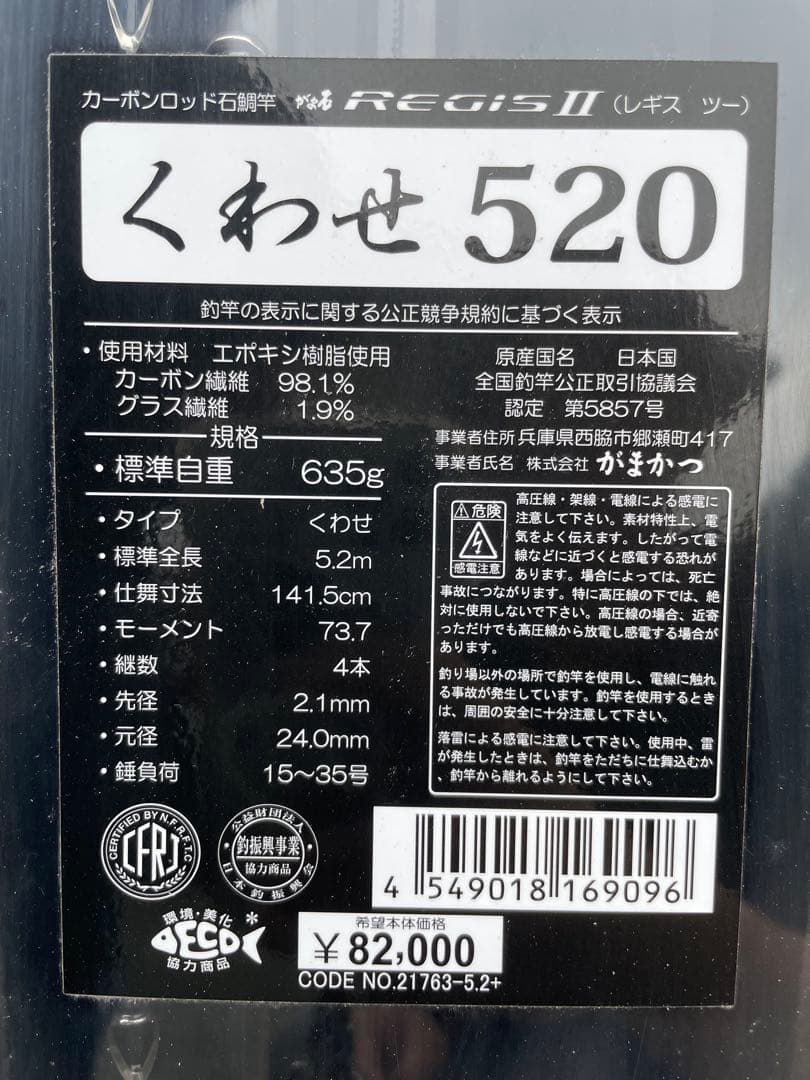 カーボンロッド石鯛竿 がま石 REGIS II (レギス ツー)
くわせ 520
釣竿の表示に関する公正競争規約に基づく表示
・使用材料 エポキシ樹脂使用
カーボン繊維 98.1%
グラス繊維 1.9%
規格
・標準自重 635g
・タイプ くわせ
・標準全長 5.2m
・仕舞寸法 141.5cm
・モーメント 73.7
・継数 4本
・先径 2.1mm
・元径 24.0mm
・錘負荷 15～35号
原産国名 日本国
全国釣竿公正取引協議会
認定 第5857号
事業者住所 兵庫県西脇市郷瀬町417
事業者氏名 株式会社 がまかつ
⚠危険
感電注意
高圧線・架線・電線による感電に
注意して下さい。素材特性上、電
気をよく伝えます。したがって電
線などに近づくと感電する恐れが
あります。場合によっては、死亡
事故につながります。特に高圧線の下では、絶
対に使用しないで下さい。高圧線の場合、近寄
っただけでも高圧線から放電し感電する場合が
あります。
釣り場以外の場所で釣竿を使用し、電線に触れ
る事故が発生しています。釣竿を使用するとき
は、周囲の安全に十分注意して下さい。
落雷による感電に注意して下さい。使用中、雷
が発生したときは、釣竿をただちに仕舞込むか
、釣竿から離れるようにして下さい。
CERTIFIED BY N.F.R.F.T.C
CFRJ
公益財団法人
釣振興事業
協力商品
日本釣振興会
4 549018 169096
環境・美化
ECO
協力商品
希望本体価格
¥82,000
CODE NO.21763-5.2+